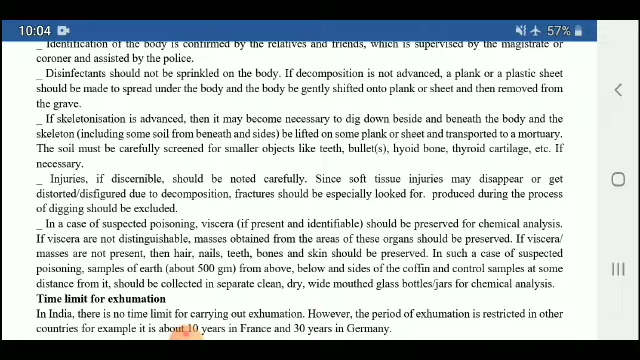 10:04
57%
_ Identification of the body is confirmed by the relatives and friends, which is supervised by the magistrate or
coroner and assisted by the police.
_ Disinfectants should not be sprinkled on the body. If decomposition is not advanced, a plank or a plastic sheet
should be made to spread under the body and the body be gently shifted onto plank or sheet and then removed from
the grave.
_ If skeletonisation is advanced, then it may become necessary to dig down beside and beneath the body and the
skeleton (including some soil from beneath and sides) be lifted on some plank or sheet and transported to a mortuary.
The soil must be carefully screened for smaller objects like teeth, bullet(s), hyoid bone, thyroid cartilage, etc. If
necessary.
_ Injuries, if discernible, should be noted carefully. Since soft tissue injuries may disappear or get
distorted/disfigured due to decomposition, fractures should be especially looked for. produced during the process
of digging should be excluded.
_ In a case of suspected poisoning, viscera (if present and identifiable) should be preserved for chemical analysis.
If viscera are not distinguishable, masses obtained from the areas of these organs should be preserved. If viscera/
masses are not present, then hair, nails, teeth, bones and skin should be preserved. In such a case of suspected
poisoning, samples of earth (about 500 gm) from above, below and sides of the coffin and control samples at some
distance from it, should be collected in separate clean, dry, wide mouthed glass bottles/jars for chemical analysis.
Time limit for exhumation
In India, there is no time limit for carrying out exhumation. However, the period of exhumation is restricted in other
countries for example it is about 10 years in France and 30 years in Germany.